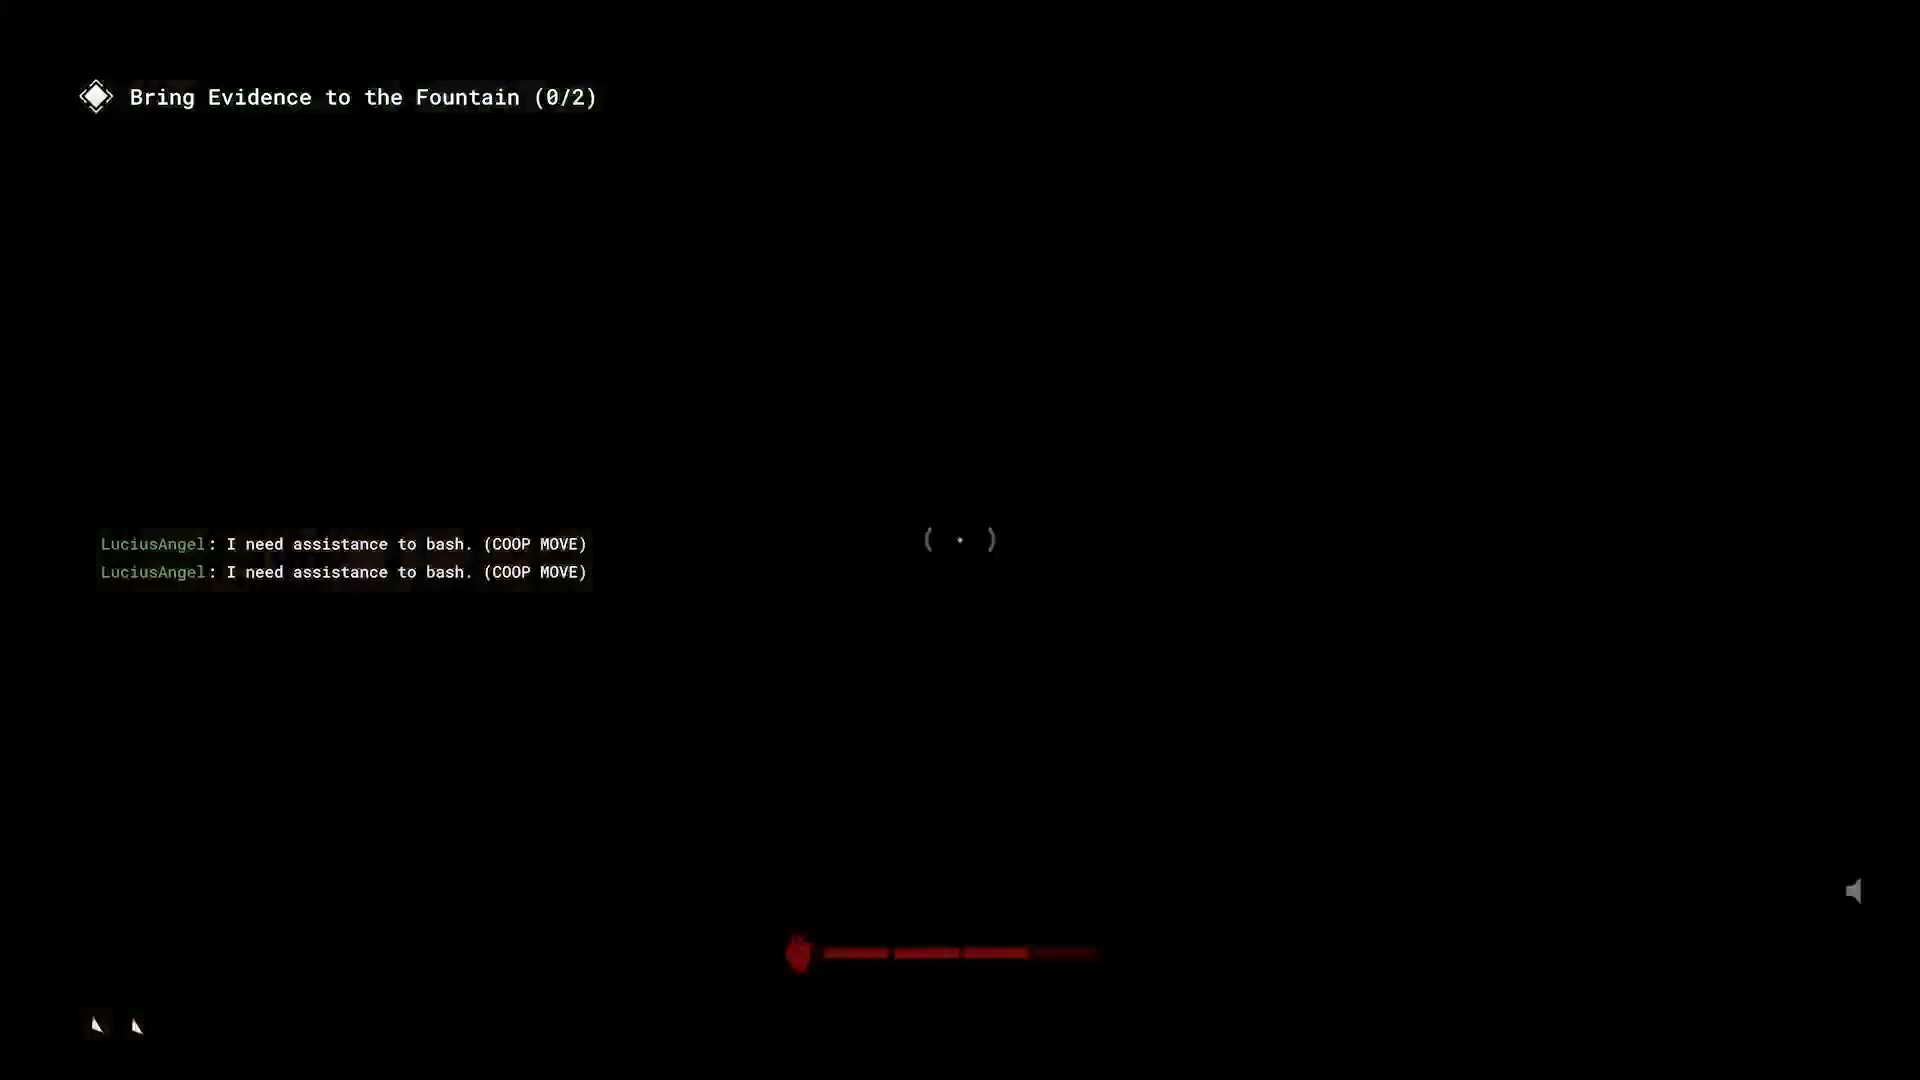 Bring Evidence to the Fountain (0/2)
LuciusAngel: I need assistance to bash. (COOP MOVE)
LuciusAngel: I need assistance to bash. (COOP MOVE)